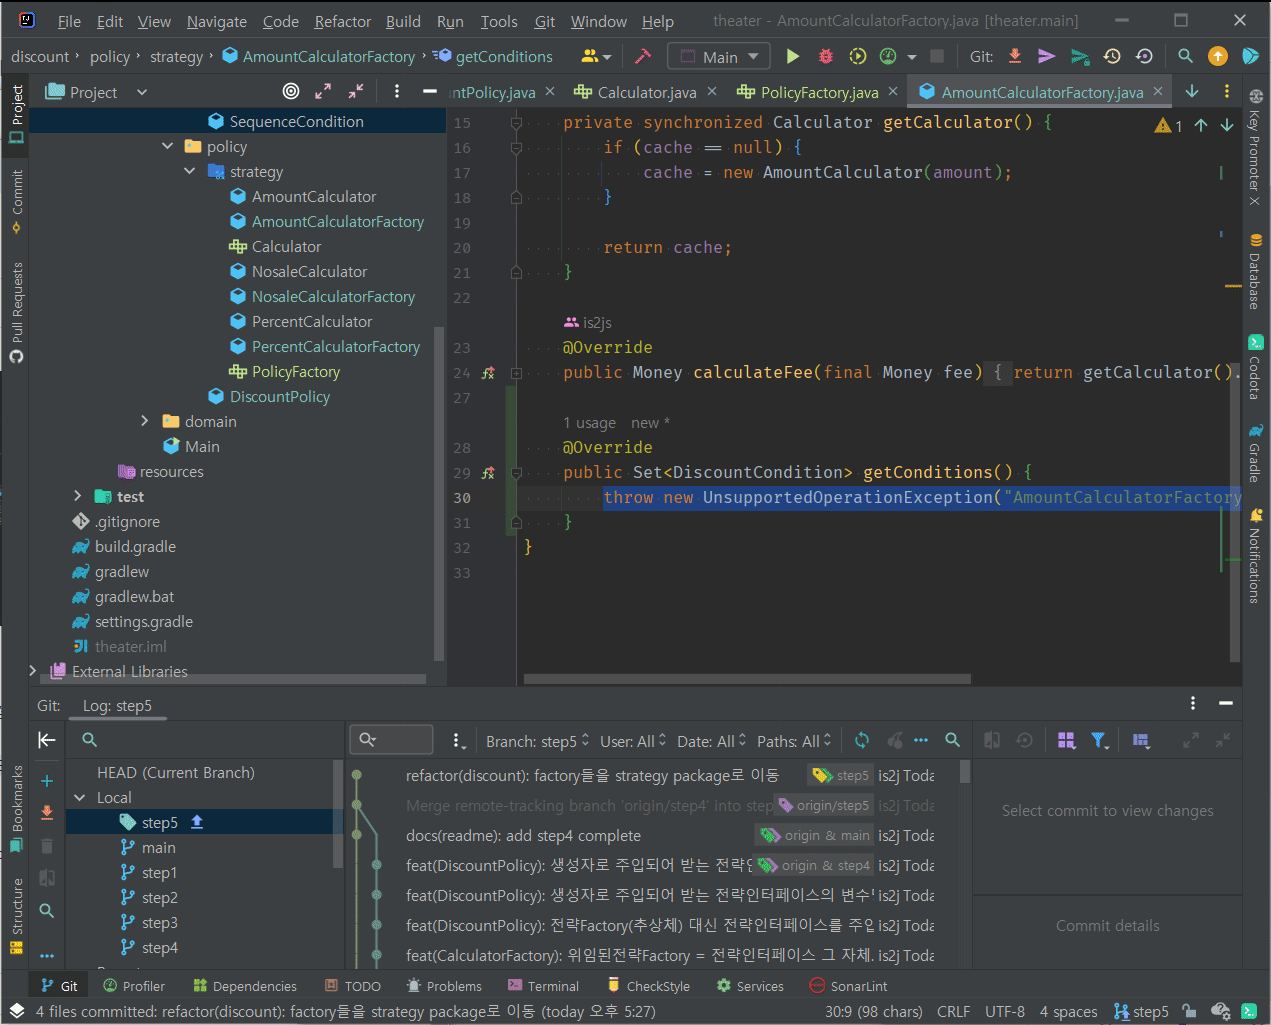 File Edit View Navigate Code Refactor Build Run Tools Git Window Help theater - AmountCalculatorFactory.java [theater.main]
discount policy strategy AmountCalculatorFactory getConditions Main Git:
Project
ntPolicy.java Calculator.java PolicyFactory.java AmountCalculatorFactory.java
SequenceCondition
policy
strategy
AmountCalculator
AmountCalculatorFactory
Calculator
NosaleCalculator
NosaleCalculatorFactory
PercentCalculator
PercentCalculatorFactory
PolicyFactory
DiscountPolicy
domain
Main
resources
test
.gitignore
build.gradle
gradlew
gradlew.bat
settings.gradle
theater.iml
External Libraries
15 private synchronized Calculator getCalculator() {
16 if (cache == null) {
17 cache = new AmountCalculator(amount);
18 }
19
20 return cache;
21 }
22
is2js
23 @Override
24 public Money calculateFee(final Money fee) { return getCalculator().
27
1 usage new *
28 @Override
29 public Set<DiscountCondition> getConditions() {
30 throw new UnsupportedOperationException("AmountCalculatorFactory
31 }
32 }
33
1
Project
Commit
Pull Requests
Bookmarks
Structure
Key Promoter X
Database
Codota
Gradle
Notifications
Git: Log: step5
HEAD (Current Branch)
Local
step5
main
step1
step2
step3
step4
Branch: step5 User: All Date: All Paths: All
refactor(discount): factory들을 strategy package로 이동 step5 is2j Toda
Merge remote-tracking branch 'origin/step4' into step origin/step5 is2j Toda
docs(readme): add step4 complete origin & main is2j Toda
feat(DiscountPolicy): 생성자로 주입되어 받는 전략인 origin & step4 is2j Toda
feat(DiscountPolicy): 생성자로 주입되어 받는 전략인터페이스의 변수 is2j Toda
feat(DiscountPolicy): 전략Factory(추상체) 대신 전략인터페이스를 주입 is2j Toda
feat(CalculatorFactory): 위임된전략Factory = 전략인터페이스 그 자체. is2j Toda
Select commit to view changes
Commit details
Git Profiler Dependencies TODO Problems Terminal CheckStyle Services SonarLint
4 files committed: refactor(discount): factory들을 strategy package로 이동 (today 오후 5:27) 30:9 (98 chars) CRLF UTF-8 4 spaces step5